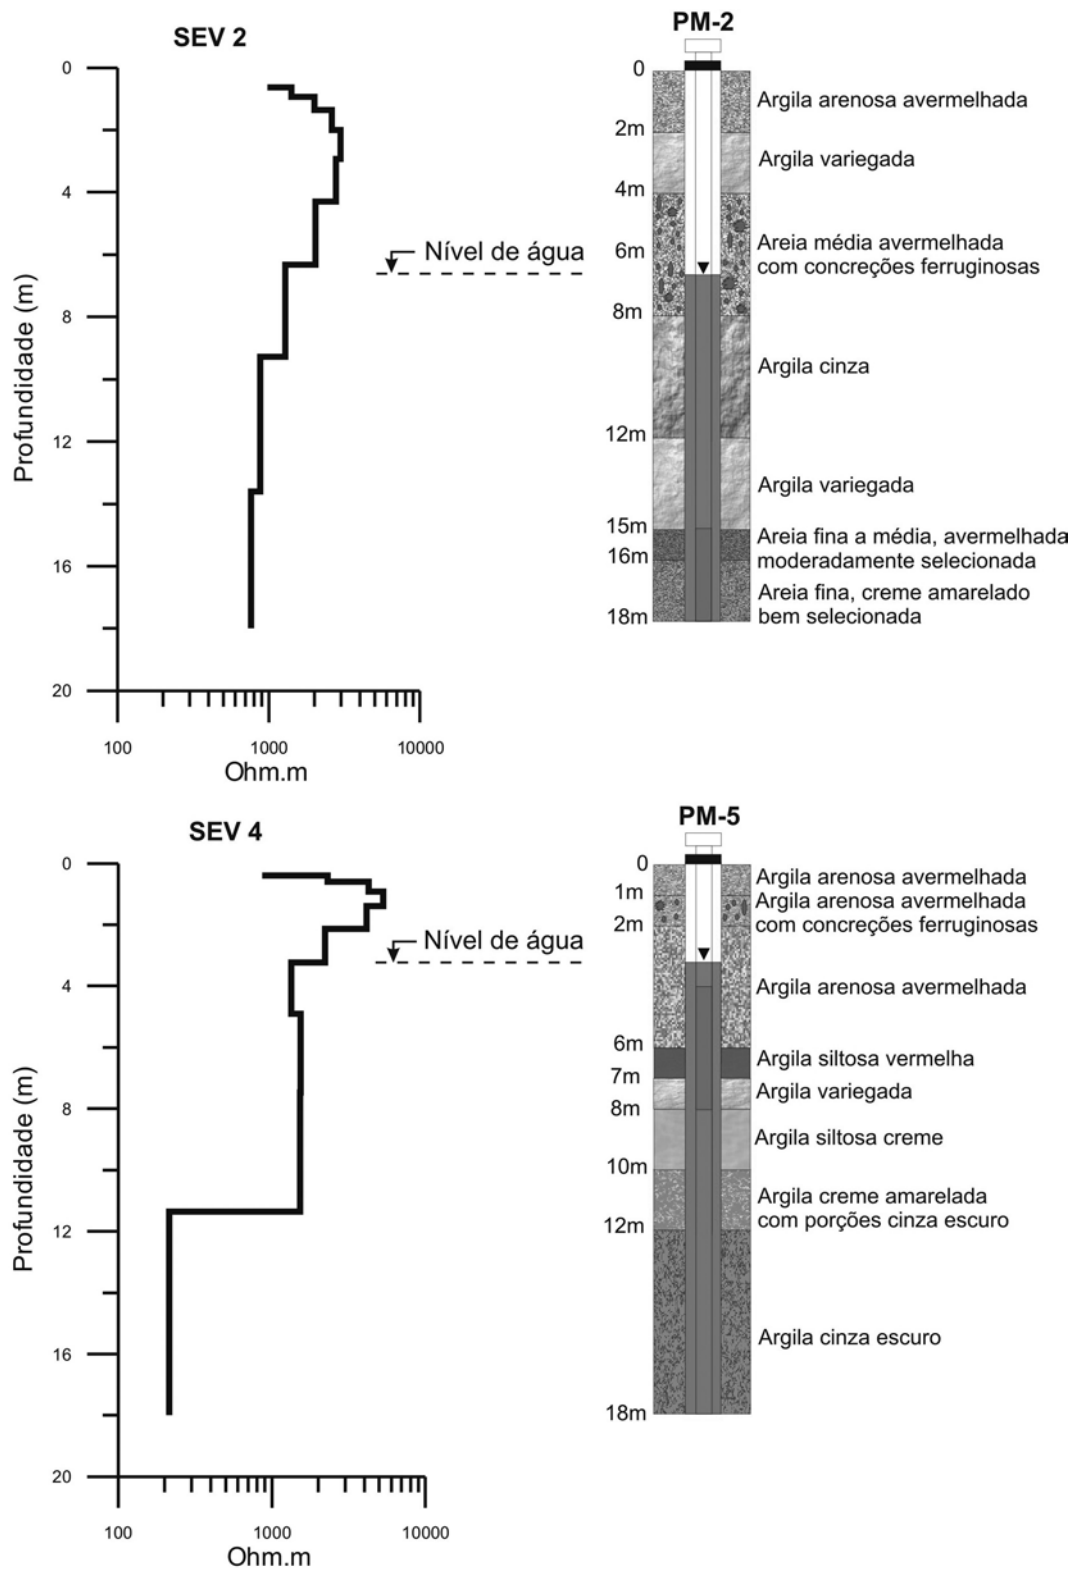 SEV 2
PM-2
0
4
8
12
16
20
Profundidade (m)
100
1000
10000
Ohm.m
Nível de água
0
2m
4m
6m
8m
12m
15m
16m
18m
Argila arenosa avermelhada
Argila variegada
Areia média avermelhada
com concreções ferruginosas
Argila cinza
Argila variegada
Areia fina a média, avermelhada
moderadamente selecionada
Areia fina, creme amarelado
bem selecionada
SEV 4
PM-5
0
4
8
12
16
20
Profundidade (m)
100
1000
10000
Ohm.m
Nível de água
0
1m
2m
6m
7m
8m
10m
12m
18m
Argila arenosa avermelhada
Argila arenosa avermelhada
com concreções ferruginosas
Argila arenosa avermelhada
Argila siltosa vermelha
Argila variegada
Argila siltosa creme
Argila creme amarelada
com porções cinza escuro
Argila cinza escuro